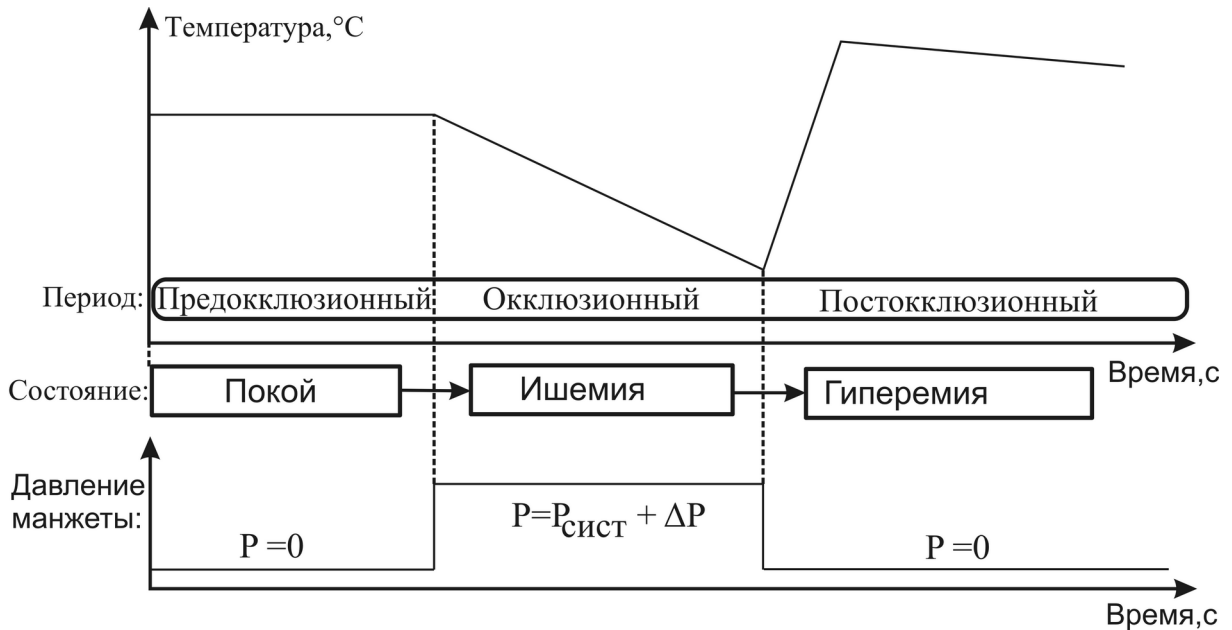 Температура,°C
Период: Предокклюзионный Окклюзионный Постокклюзионный
Время,с
Состояние: Покой Ишемия Гиперемия
Давление
манжеты:
P=Pсист + ΔP
P =0 P =0
Время,с